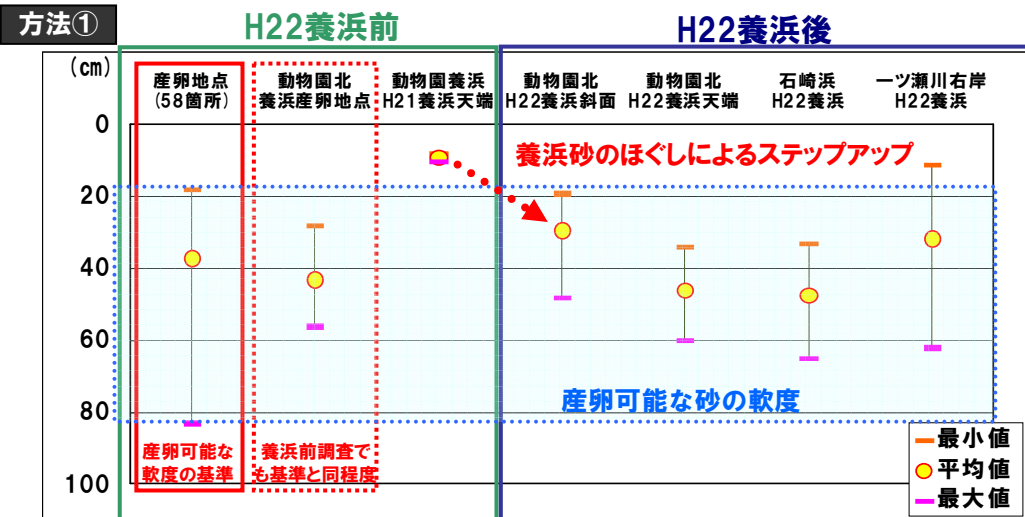 方法①
H22養浜前
H22養浜後
(cm)
産卵地点
(58箇所)
動物園北
養浜産卵地点
動物園養浜
H21養浜天端
動物園北
H22養浜斜面
動物園北
H22養浜天端
石崎浜
H22養浜
一ツ瀬川右岸
H22養浜
0
20
40
60
80
100
養浜砂のほぐしによるステップアップ
産卵可能な砂の軟度
産卵可能な
軟度の基準
養浜前調査で
も基準と同程度
最小値
平均値
最大値